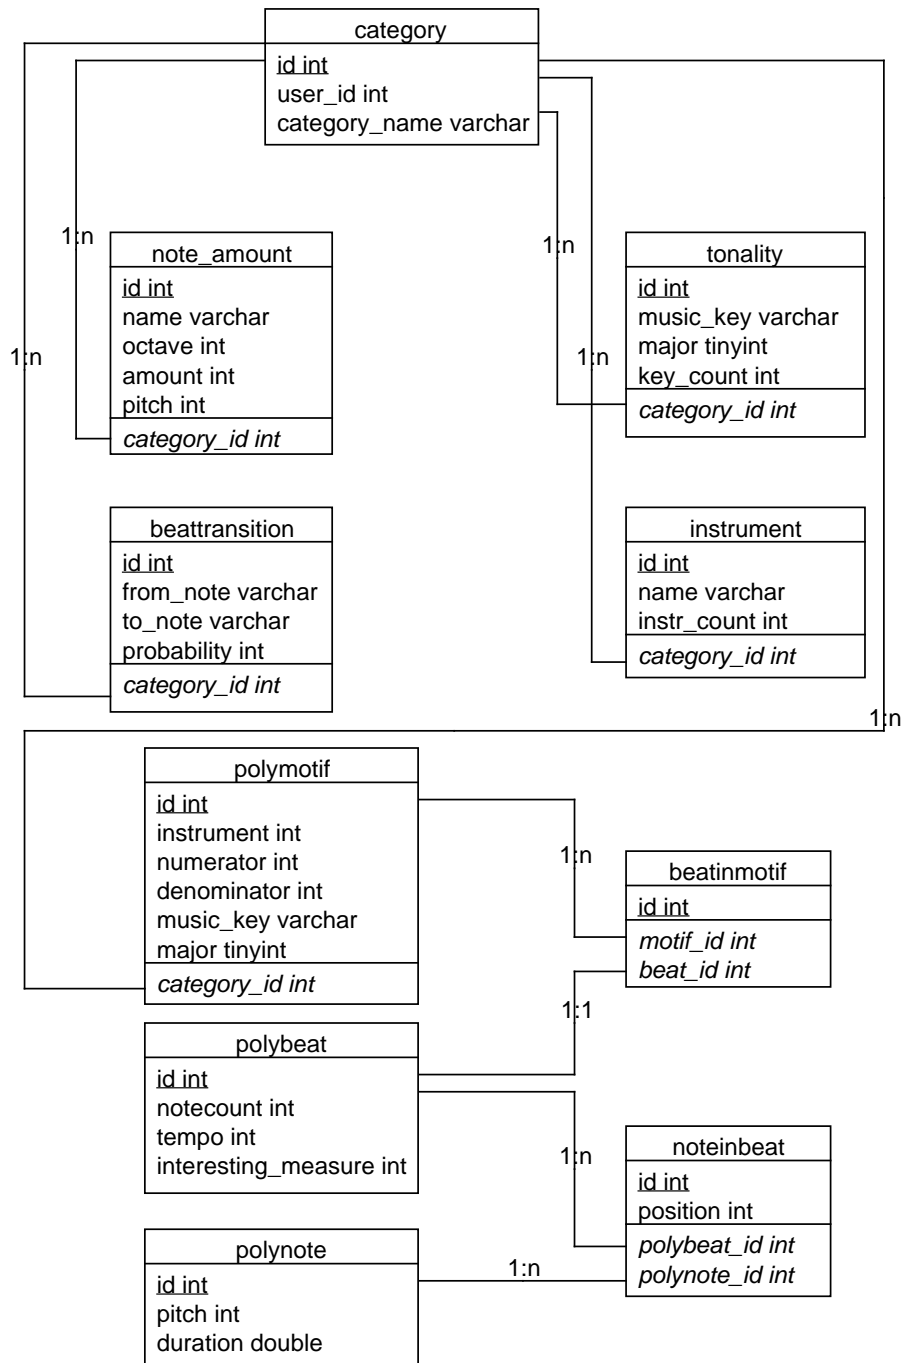 category
id int
user_id int
category_name varchar
1:n
1:n
1:n
1:n
note_amount
id int
name varchar
octave int
amount int
pitch int
category_id int
tonality
id int
music_key varchar
major tinyint
key_count int
category_id int
beattransition
id int
from_note varchar
to_note varchar
probability int
category_id int
instrument
id int
name varchar
instr_count int
category_id int
1:n
polymotif
id int
instrument int
numerator int
denominator int
music_key varchar
major tinyint
category_id int
1:n
beatinmotif
id int
motif_id int
beat_id int
1:1
polybeat
id int
notecount int
tempo int
interesting_measure int
1:n
noteinbeat
id int
position int
polybeat_id int
polynote_id int
polynote
id int
pitch int
duration double
1:n